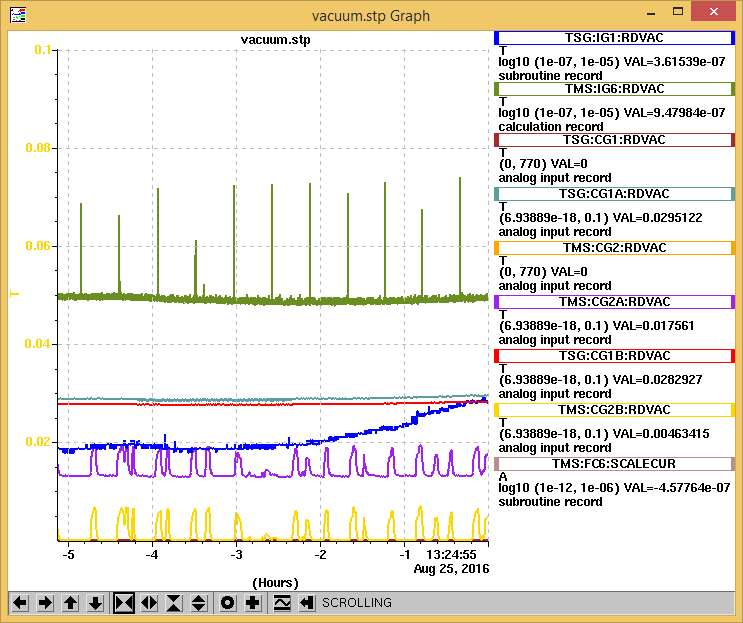 vacuum.stp Graph
vacuum.stp
0.1
0.08
0.06
T
0.04
0.02
-5
-4
-3
-2
-1
13:24:55
Aug 25, 2016
(Hours)
TSG:IG1:RDVAC
T
log10 (1e-07, 1e-05) VAL=3.61539e-07
subroutine record
TMS:IG6:RDVAC
T
log10 (1e-07, 1e-05) VAL=9.47984e-07
calculation record
TSG:CG1:RDVAC
T
(0, 770) VAL=0
analog input record
TSG:CG1A:RDVAC
T
(6.93889e-18, 0.1) VAL=0.0295122
analog input record
TMS:CG2:RDVAC
T
(0, 770) VAL=0
analog input record
TMS:CG2A:RDVAC
T
(6.93889e-18, 0.1) VAL=0.017561
analog input record
TSG:CG1B:RDVAC
T
(6.93889e-18, 0.1) VAL=0.0282927
analog input record
TMS:CG2B:RDVAC
T
(6.93889e-18, 0.1) VAL=0.00463415
analog input record
TMS:FC6:SCALECUR
A
log10 (1e-12, 1e-06) VAL=-4.57764e-07
subroutine record
SCROLLING